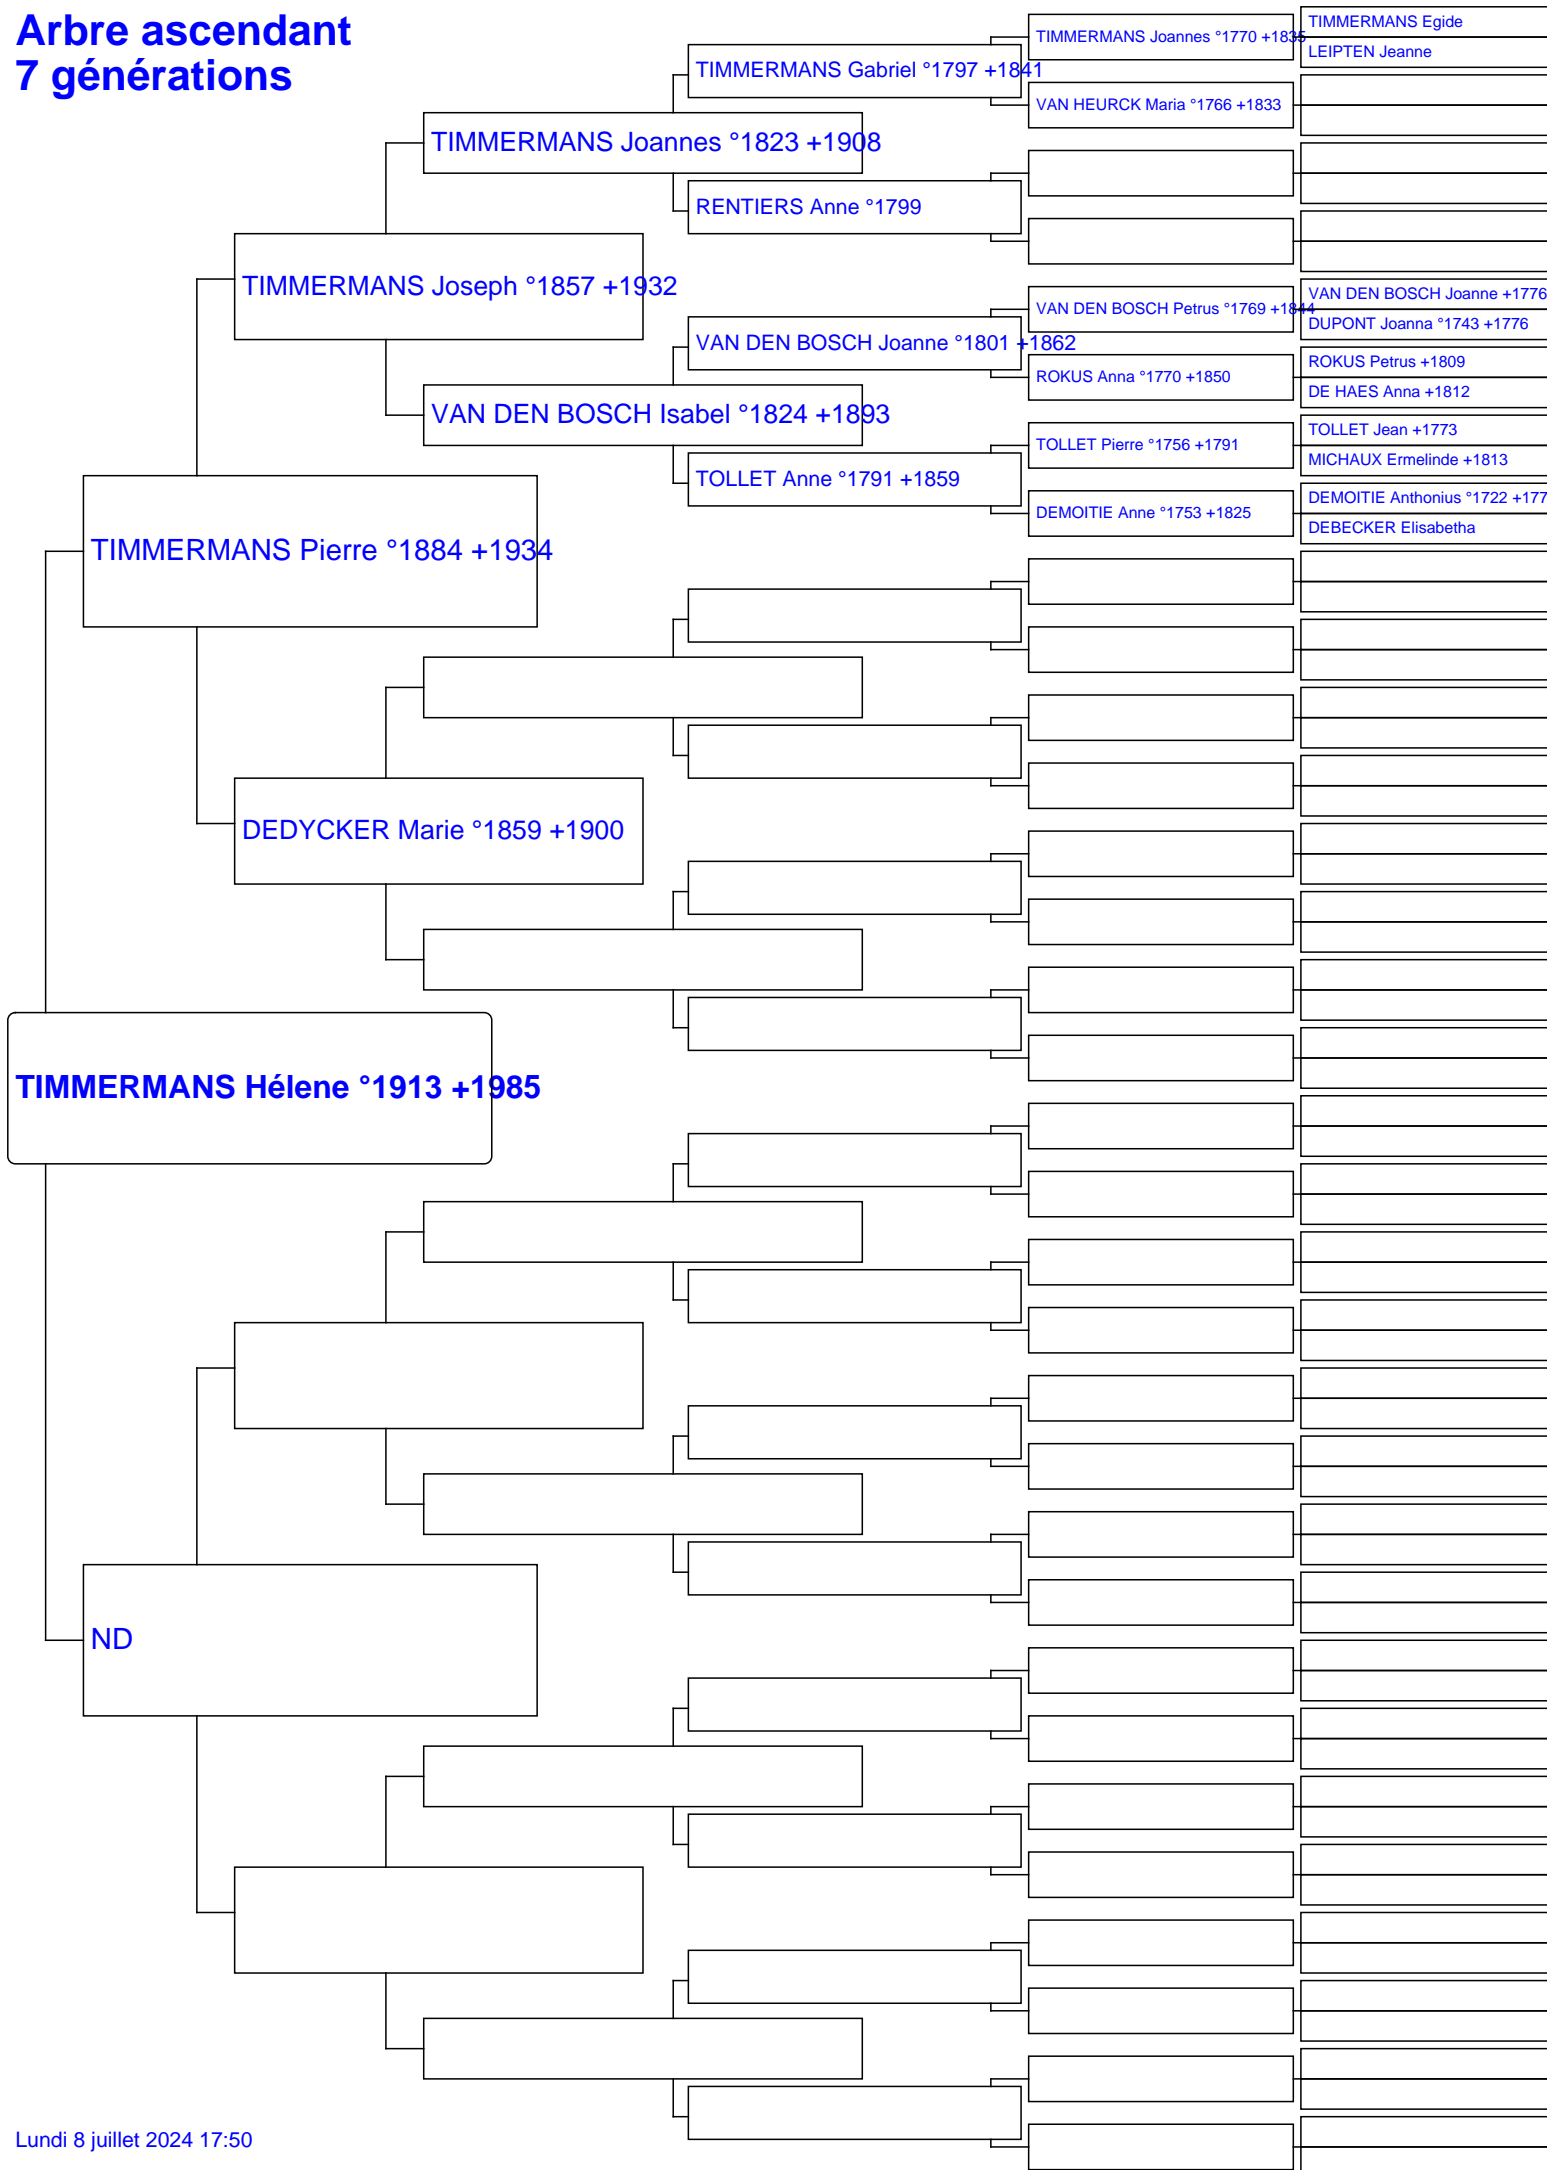 Arbre ascendant
7 générations
TIMMERMANS Egide
TIMMERMANS Joannes °1770 +1835
LEIPTEN Jeanne
TIMMERMANS Gabriel °1797 +1841
VAN HEURCK Maria °1766 +1833
TIMMERMANS Joannes °1823 +1908
RENTIERS Anne °1799
TIMMERMANS Joseph °1857 +1932
VAN DEN BOSCH Joanne +1776
VAN DEN BOSCH Petrus °1769 +1844
DUPONT Joanna °1743 +1776
VAN DEN BOSCH Joanne °1801 +1862
ROKUS Petrus +1809
ROKUS Anna °1770 +1850
DE HAES Anna +1812
VAN DEN BOSCH Isabel °1824 +1893
TOLLET Jean +1773
TOLLET Pierre °1756 +1791
MICHAUX Ermelinde +1813
TOLLET Anne °1791 +1859
DEMOITIE Anthonius °1722 +177
DEMOITIE Anne °1753 +1825
DEBECKER Elisabetha
TIMMERMANS Pierre °1884 +1934
DEDYCKER Marie °1859 +1900
TIMMERMANS Hélene °1913 +1985
ND
Lundi 8 juillet 2024 17:50